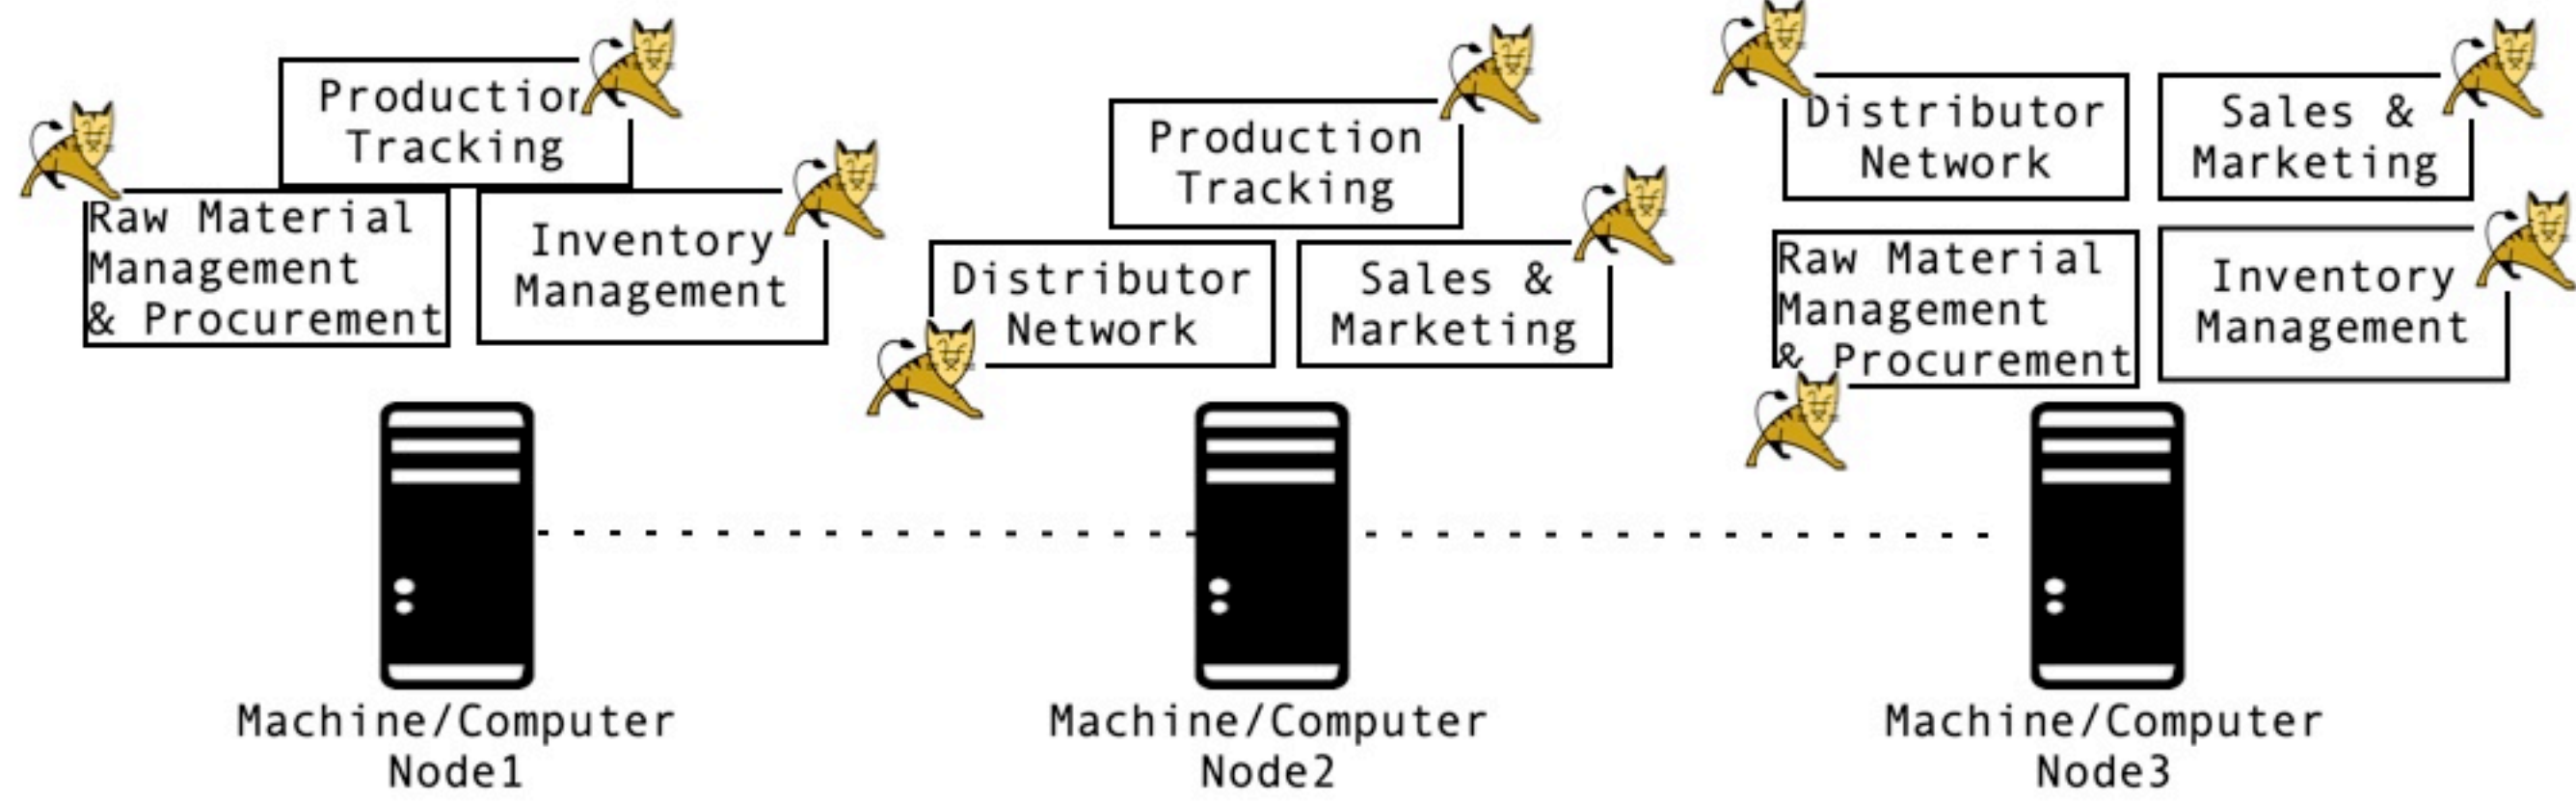 Production
Tracking
Raw Material
Management
& Procurement
Inventory
Management
Machine/Computer
Node1
Production
Tracking
Distributor
Network
Sales &
Marketing
Machine/Computer
Node2
Distributor
Network
Sales &
Marketing
Raw Material
Management
& Procurement
Inventory
Management
Machine/Computer
Node3